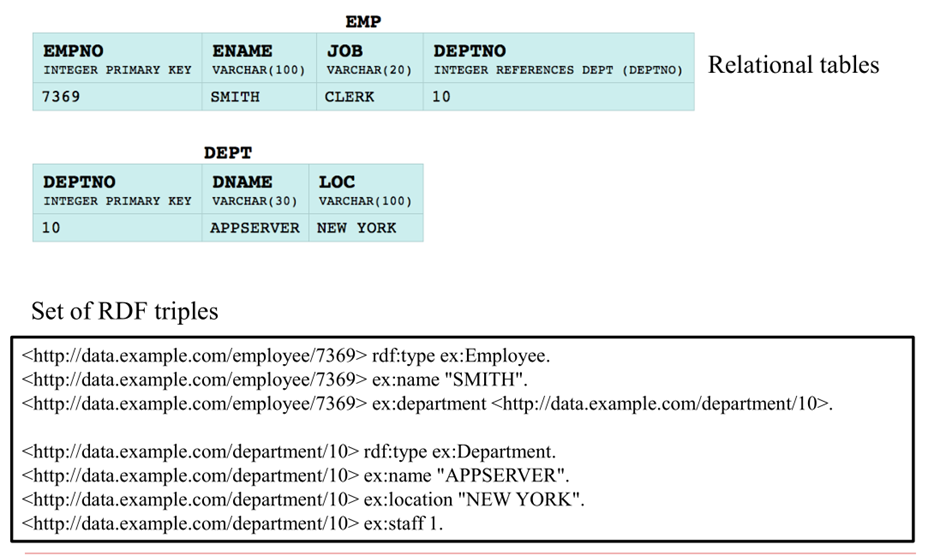 EMP
EMPNO ENAME JOB DEPTNO
INTEGER PRIMARY KEY VARCHAR(100) VARCHAR(20) INTEGER REFERENCES DEPT (DEPTNO)
7369 SMITH CLERK 10
Relational tables
DEPT
DEPTNO DNAME LOC
INTEGER PRIMARY KEY VARCHAR(30) VARCHAR(100)
10 APPSERVER NEW YORK
Set of RDF triples
<http://data.example.com/employee/7369> rdf:type ex:Employee.
<http://data.example.com/employee/7369> ex:name "SMITH".
<http://data.example.com/employee/7369> ex:department <http://data.example.com/department/10>.
<http://data.example.com/department/10> rdf:type ex:Department.
<http://data.example.com/department/10> ex:name "APPSERVER".
<http://data.example.com/department/10> ex:location "NEW YORK".
<http://data.example.com/department/10> ex:staff 1.